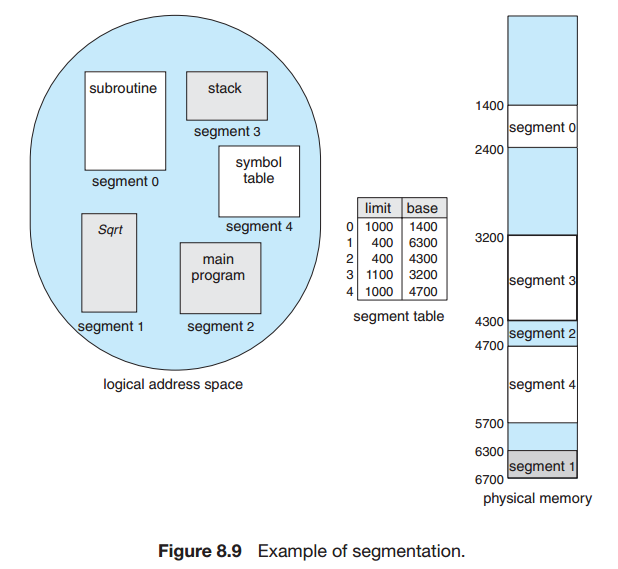 subroutine
segment 0
stack
segment 3
symbol
table
segment 4
Sqrt
segment 1
main
program
segment 2
logical address space
limit base
0 1000 1400
1 400 6300
2 400 4300
3 1100 3200
4 1000 4700
segment table
1400
segment 0
2400
3200
segment 3
4300
segment 2
4700
segment 4
5700
6300
segment 1
6700
physical memory
Figure 8.9 Example of segmentation.